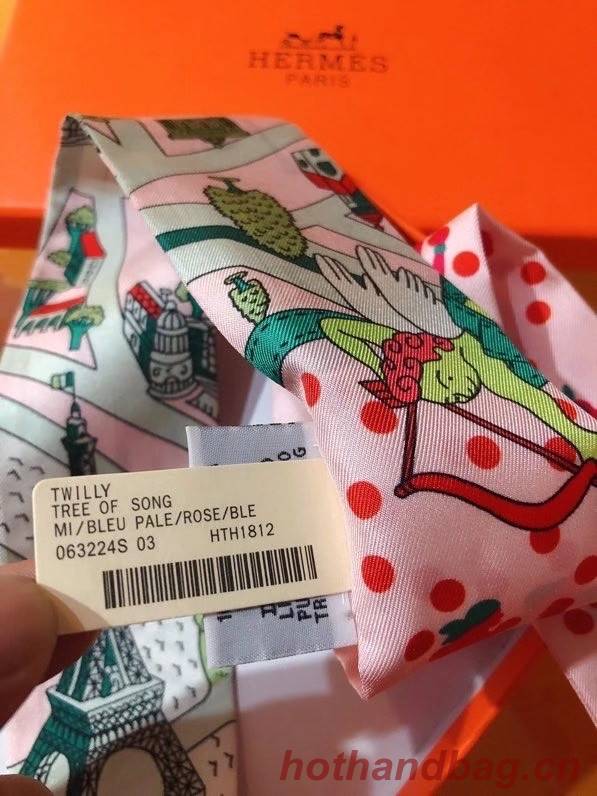 HERMES
PARIS
TWILLY
TREE OF SONG
MI/BLEU PALE/ROSE/BLE
063224S 03 HTH1812
hothandbag.cn